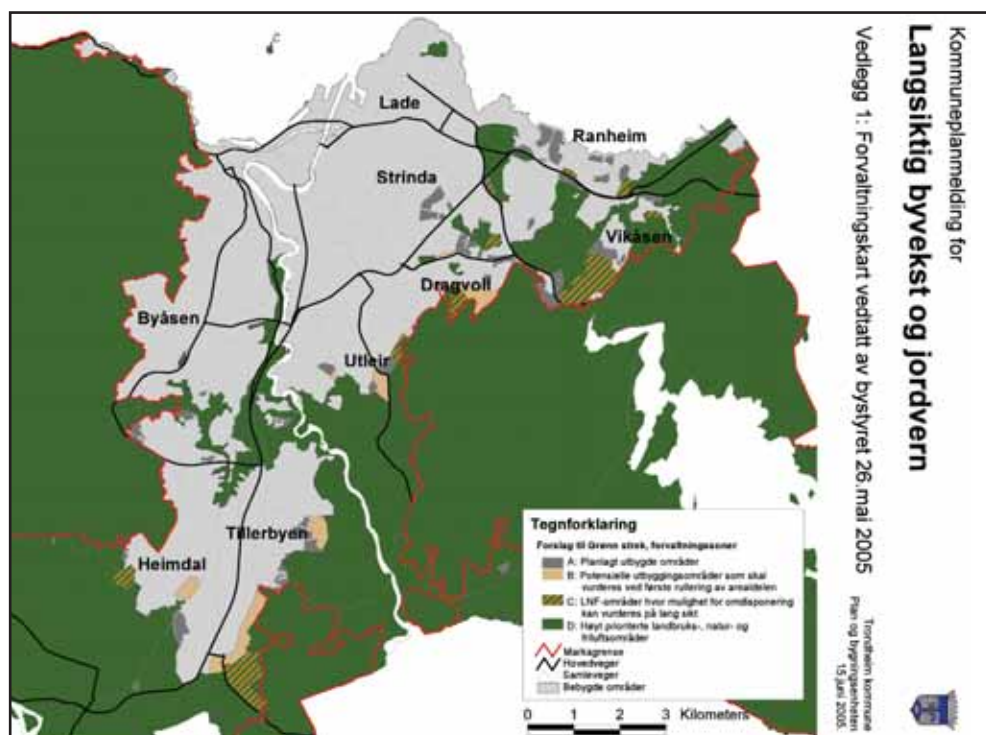 Kommuneplanmelding for
Langsiktig byvekst og jordvern
Vedlegg 1: Forvaltningskart vedtatt av bystyret 26.mai 2005
Lade
Ranheim
Strinda
Vikåsen
Dragvoll
Byåsen
Utleir
Tillerbyen
Heimdal
Tegnforklaring
Forslag til Grønn strek, forvaltningssoner
A: Planlagt utbygde områder
B: Potensielle utbyggingsområder som skal
vurderes ved første rullering av arealdelen
C: LNF-områder hvor mulighet for omdisponering
kan vurderes på lang sikt
D: Høyt prioriterte landbruks-, natur- og
friluftsområder
Markagrense
Hovedveger
Samleveger
Bebygde områder
0 1 2 3 Kilometers
Trondheim kommune
Plan og bygningsenheten
15.juni 2005.